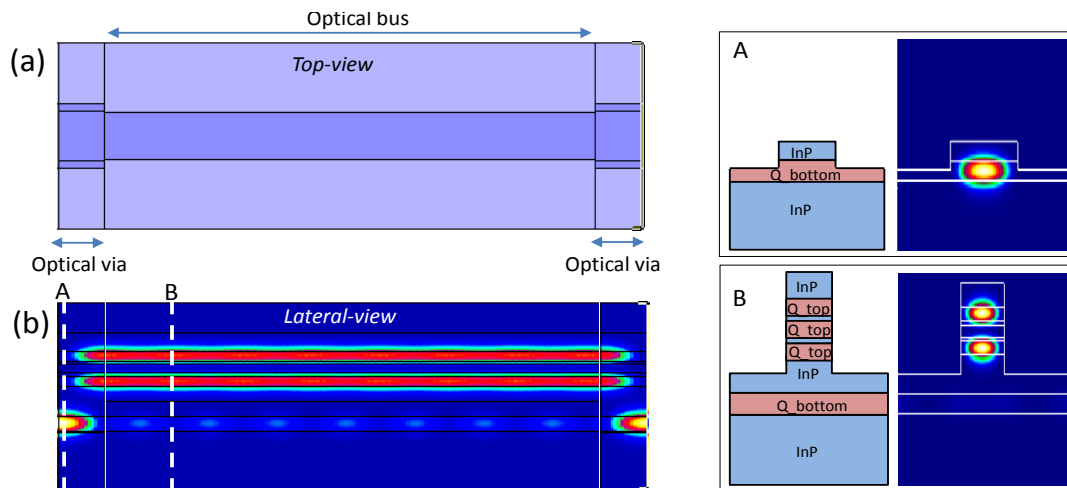 Optical bus
(a)
Top-view
Optical via
Optical via
A
B
(b)
Lateral-view
A
InP
Q_bottom
InP
B
InP
Q_top
Q_top
Q_top
InP
Q_bottom
InP